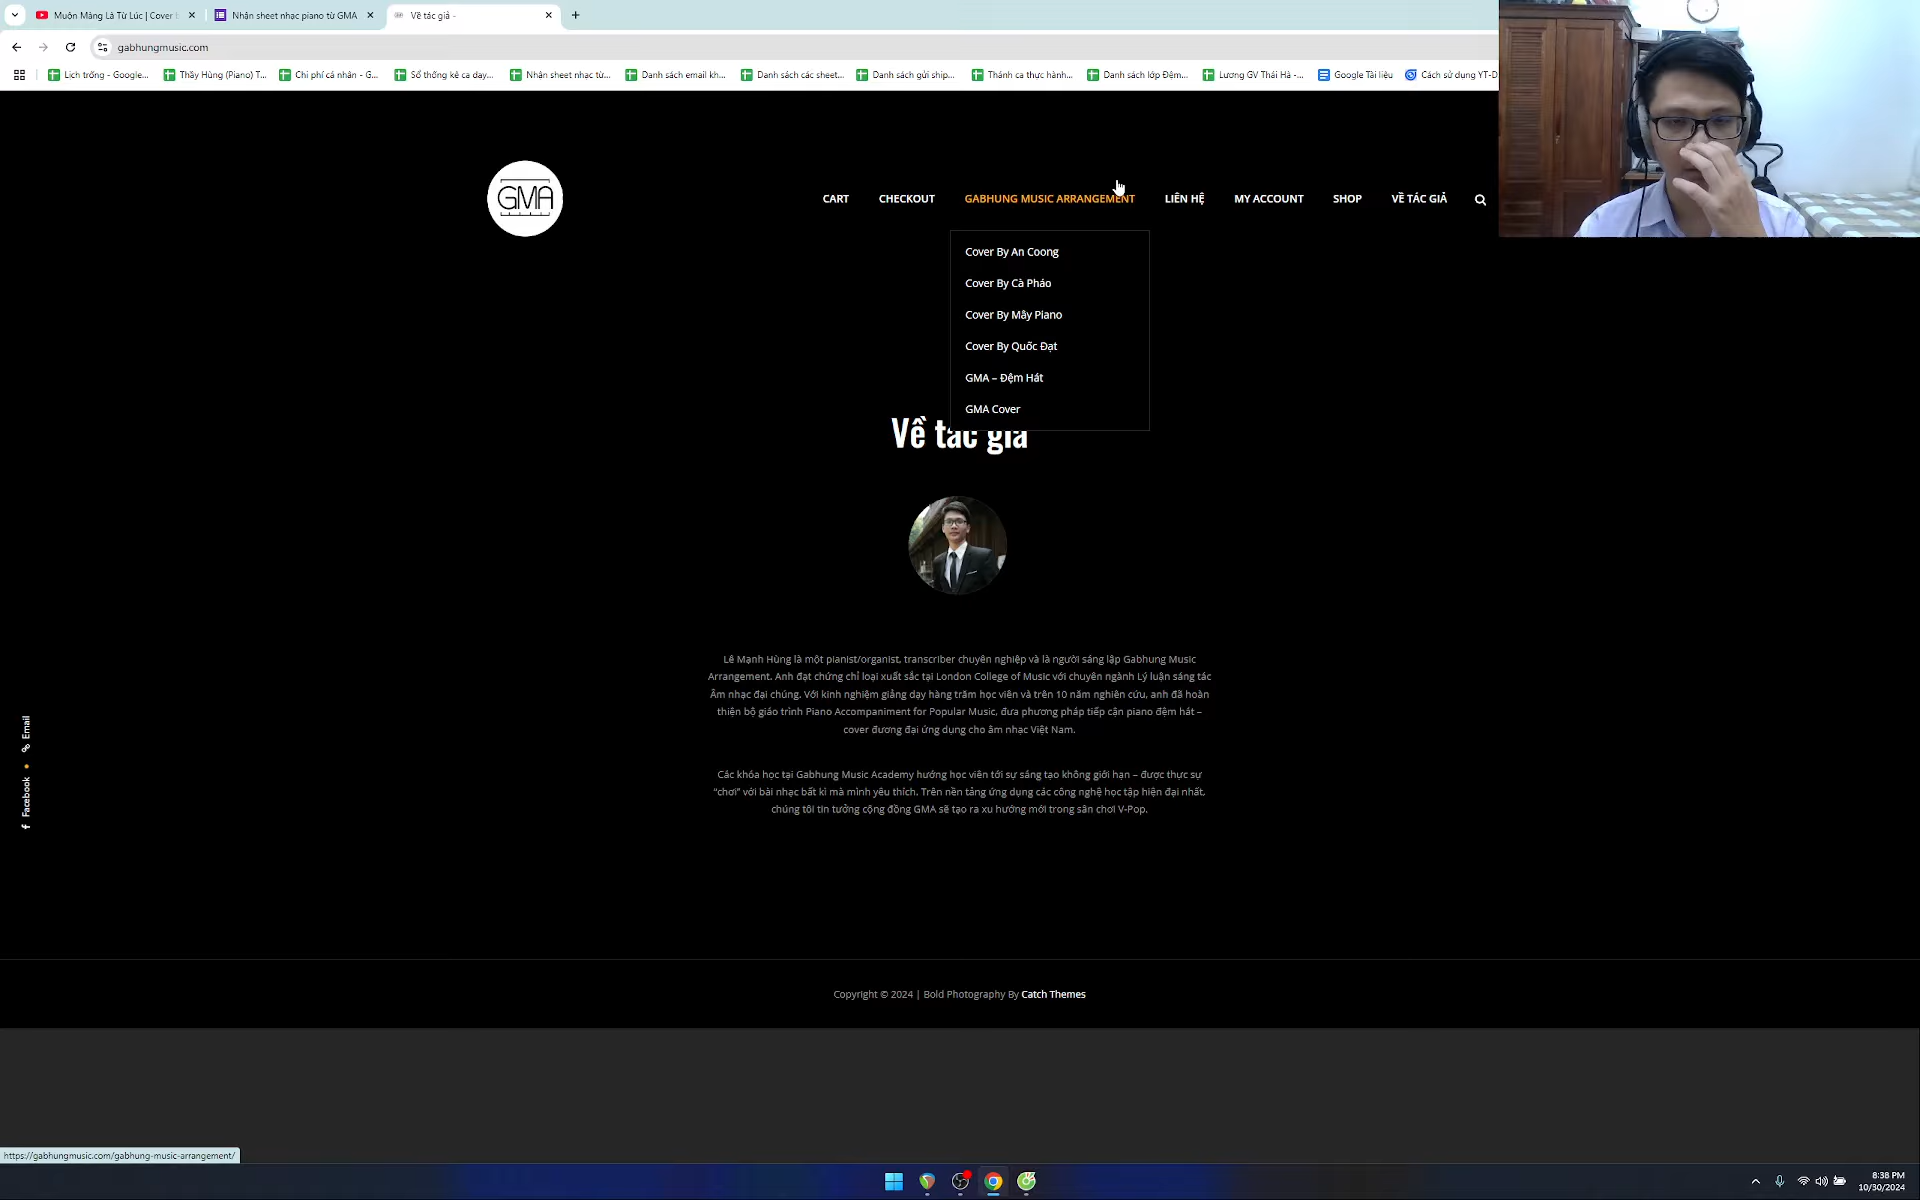 Muộn Màng Là Từ Lúc | Cover
Nhận sheet nhạc piano từ GMA
Về tác giả -
gabhungmusic.com
Lịch trống - Google...
Thầy Hùng (Piano) T...
Chi phí cá nhân - G...
Sổ thống kê ca dạy...
Nhận sheet nhạc từ...
Danh sách email kh...
Danh sách các sheet...
Danh sách gửi ship...
Thánh ca thực hành...
Danh sách lớp Đệm...
Lương GV Thái Hà -...
Google Tài liệu
Cách sử dụng YT-D
GMA
CART
CHECKOUT
GABHUNG MUSIC ARRANGEMENT
LIÊN HỆ
MY ACCOUNT
SHOP
VỀ TÁC GIẢ
Cover By An Coong
Cover By Cà Pháo
Cover By Mây Piano
Cover By Quốc Đạt
GMA – Đệm Hát
GMA Cover
Về tác giả
Lê Mạnh Hùng là một pianist/organist, transcriber chuyên nghiệp và là người sáng lập Gabhung Music
Arrangement. Anh đạt chứng chỉ loại xuất sắc tại London College of Music với chuyên ngành Lý luận sáng tác
Âm nhạc đại chúng. Với kinh nghiệm giảng dạy hàng trăm học viên và trên 10 năm nghiên cứu, anh đã hoàn
thiện bộ giáo trình Piano Accompaniment for Popular Music, đưa phương pháp tiếp cận piano đệm hát –
cover đương đại ứng dụng cho âm nhạc Việt Nam.
Các khóa học tại Gabhung Music Academy hướng học viên tới sự sáng tạo không giới hạn – được thực sự
“chơi” với bài nhạc bất kì mà mình yêu thích. Trên nền tảng ứng dụng các công nghệ học tập hiện đại nhất,
chúng tôi tin tưởng cộng đồng GMA sẽ tạo ra xu hướng mới trong sân chơi V-Pop.
Email
Facebook
Copyright © 2024 | Bold Photography By Catch Themes
https://gabhungmusic.com/gabhung-music-arrangement/
8:38 PM
10/30/2024